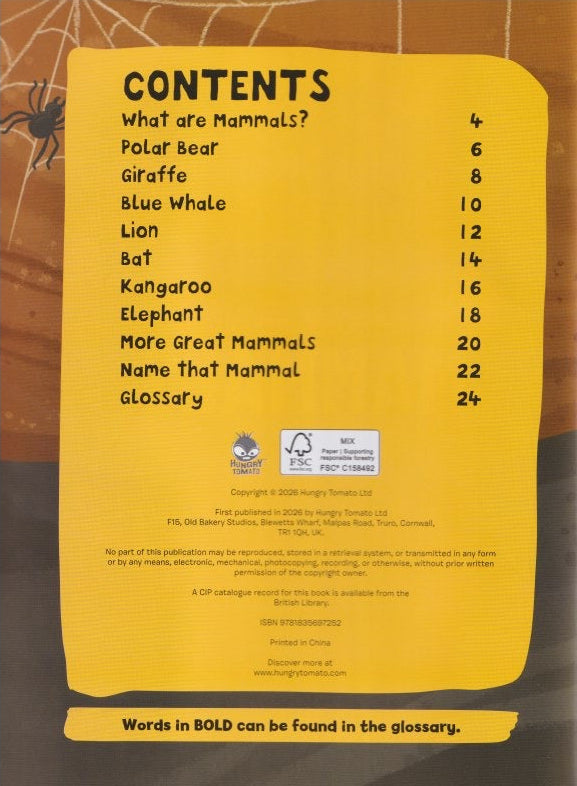 CONTENTS
What are Mammals? 4
Polar Bear 6
Giraffe 8
Blue Whale 10
Lion 12
Bat 14
Kangaroo 16
Elephant 18
More Great Mammals 20
Name that Mammal 22
Glossary 24
HUNGRY
TOMATO
FSC
www.fsc.org
MIX
Paper | Supporting
responsible forestry
FSC® C158492
Copyright © 2026 Hungry Tomato Ltd
First published in 2026 by Hungry Tomato Ltd
F15, Old Bakery Studios, Blewetts Wharf, Malpas Road, Truro, Cornwall,
TR1 1QH, UK.
No part of this publication may be reproduced, stored in a retrieval system, or transmitted in any form
or by any means, electronic, mechanical, photocopying, recording, or otherwise, without prior written
permission of the copyright owner.
A CIP catalogue record for this book is available from the
British Library.
ISBN 9781835697252
Printed in China
Discover more at
www.hungrytomato.com
Words in BOLD can be found in the glossary.